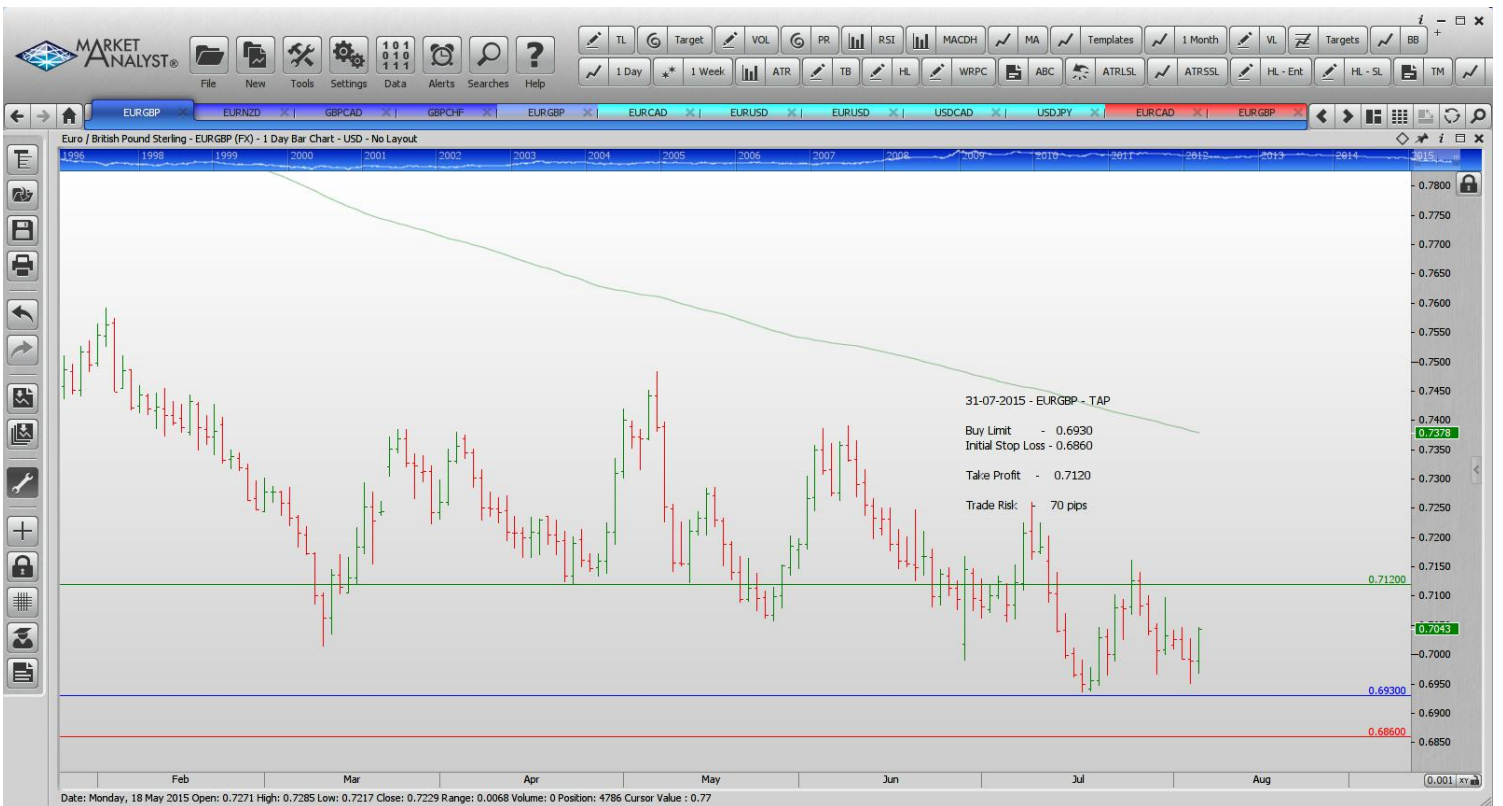 i
MARKET
ANALYST®
File New Tools Settings Data Alerts Searches Help
TL Target VOL PR RSI MACDH MA Templates 1 Month VL Targets BB
1 Day 1 Week ATR TB HL WRPC ABC ATRLSL ATRSSL HL - Ent HL - SL TM
EURGBP EURNZD GBPCAD GBPCHF EURGBP EURCAD EURUSD EURUSD USDCAD USDJPY EURCAD EURGBP
Euro / British Pound Sterling - EURGBP (FX) - 1 Day Bar Chart - USD - No Layout
1996 1998 1999 2000 2001 2002 2003 2004 2005 2006 2007 2008 2009 2010 2011 2012 2013 2014 2015
0.7800
0.7750
0.7700
0.7650
0.7600
0.7550
0.7500
0.7450
31-07-2015 - EURGBP - TAP
0.7400
Buy Limit - 0.6930
0.7378
Initial Stop Loss - 0.6860
0.7350
Take Profit - 0.7120
0.7300
Trade Risk - 70 pips
0.7250
0.7200
0.7150
0.71200
0.7100
0.7043
0.7000
0.6950
0.69300
0.6900
0.68600
0.6850
Feb Mar Apr May Jun Jul Aug
0.001 XY
Date: Monday, 18 May 2015 Open: 0.7271 High: 0.7285 Low: 0.7217 Close: 0.7229 Range: 0.0068 Volume: 0 Position: 4786 Cursor Value : 0.77